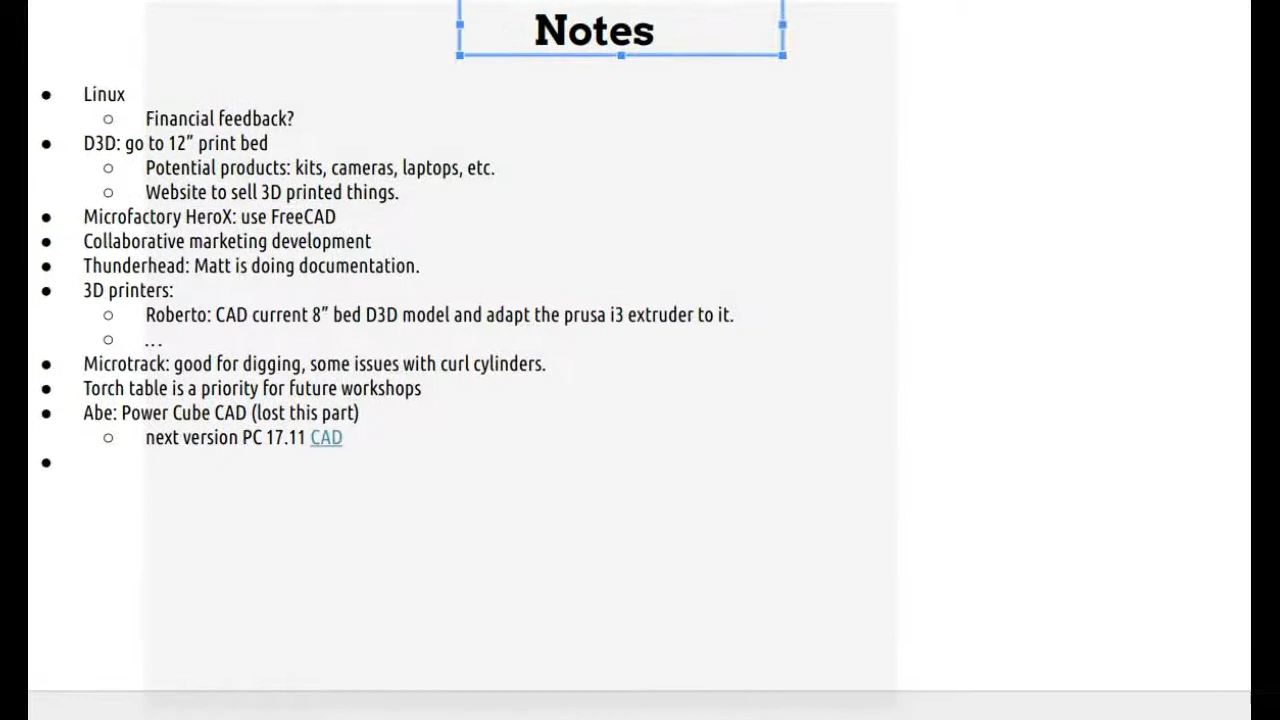 Notes
● Linux
○ Financial feedback?
● D3D: go to 12” print bed
○ Potential products: kits, cameras, laptops, etc.
○ Website to sell 3D printed things.
● Microfactory HeroX: use FreeCAD
● Collaborative marketing development
● Thunderhead: Matt is doing documentation.
● 3D printers:
○ Roberto: CAD current 8” bed D3D model and adapt the prusa i3 extruder to it.
○ ...
● Microtrack: good for digging, some issues with curl cylinders.
● Torch table is a priority for future workshops
● Abe: Power Cube CAD (lost this part)
○ next version PC 17.11 CAD
●